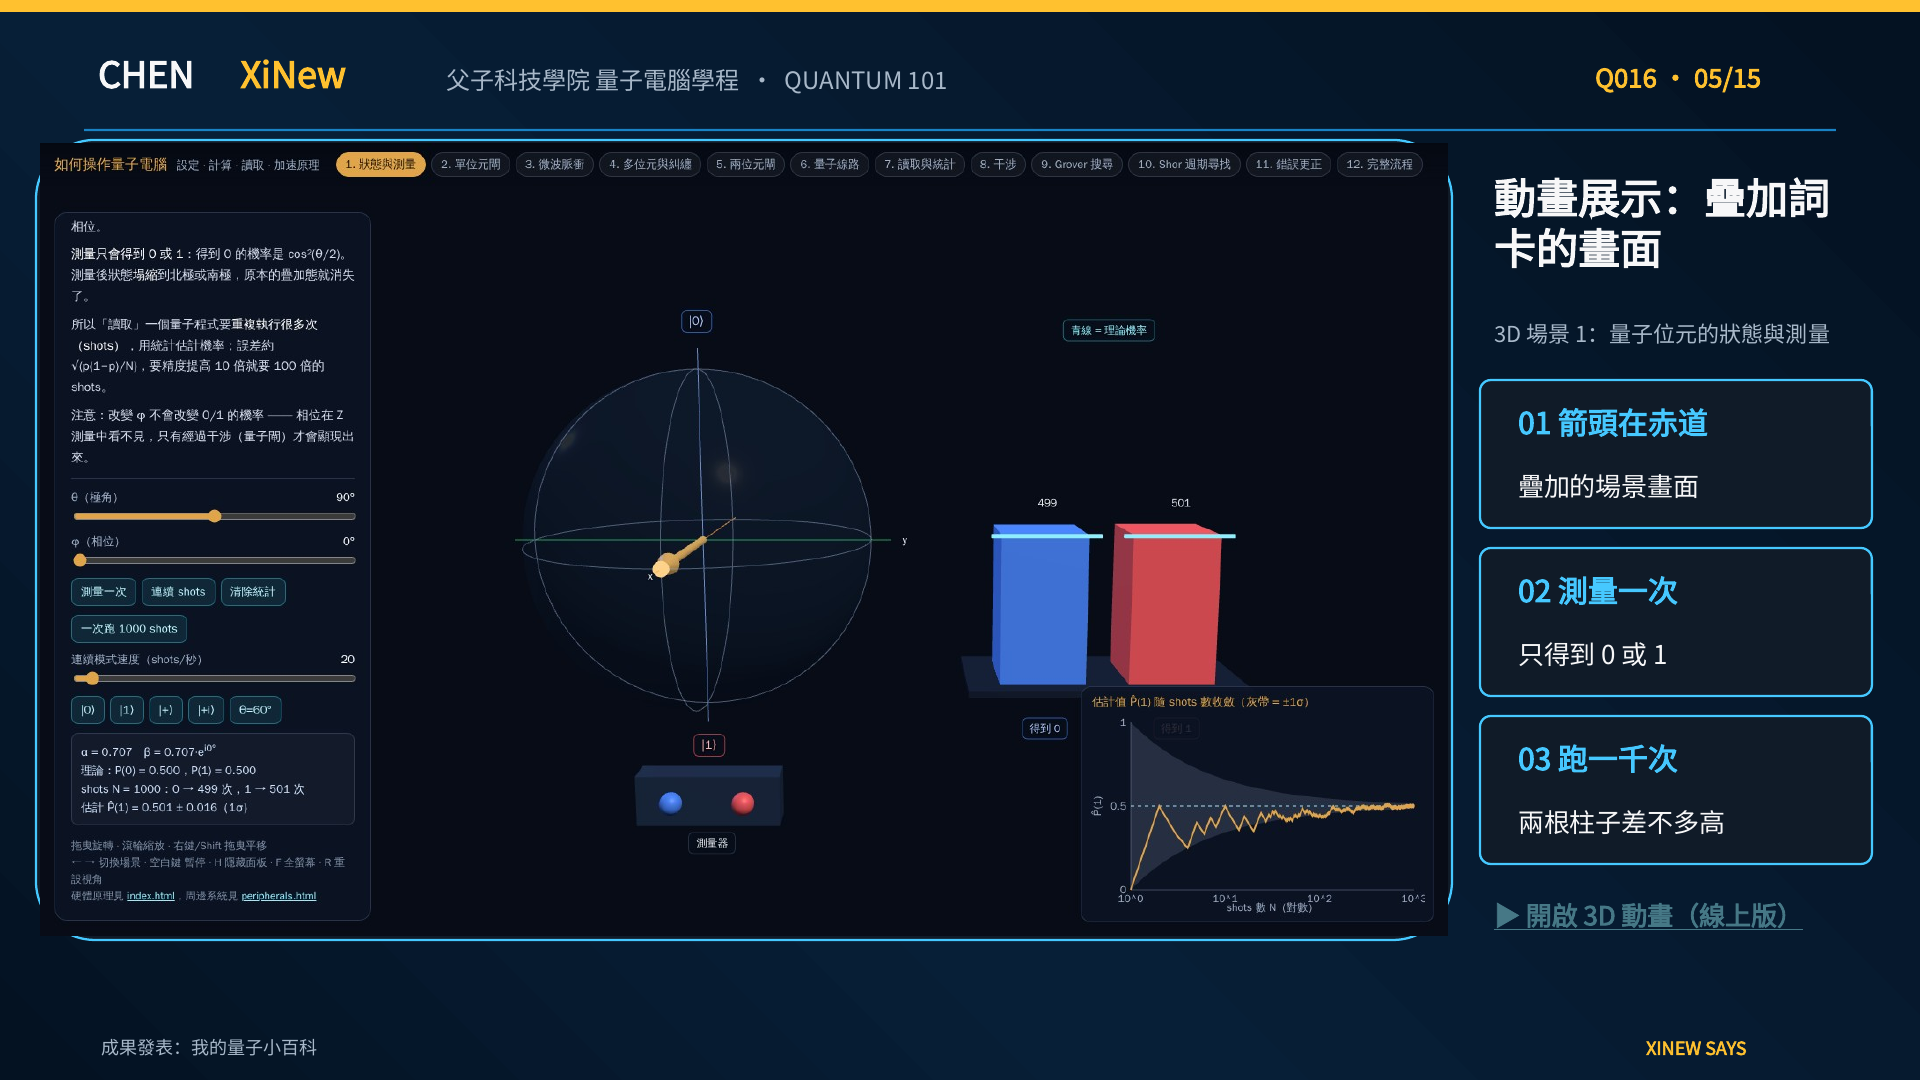 CHEN XiNew 父子科技學院 量子電腦學程 • QUANTUM 101
Q016 • 05/15
如何操作量子電腦 設定 · 計算 · 讀取 · 加速原理
1. 狀態與測量
2. 單位元閘
3. 微波脈衝
4. 多位元與糾纏
5. 兩位元閘
6. 量子線路
7. 讀取與統計
8. 干涉
9. Grover 搜尋
10. Shor 週期尋找
11. 錯誤更正
12. 完整流程
相位。
測量只會得到 0 或 1：得到 0 的機率是 cos²(θ/2)。
測量後狀態塌縮到北極或南極，原本的疊加態就消失
了。
所以「讀取」一個量子程式要重複執行很多次
（shots），用統計估計機率；誤差約
√(p(1−p)/N)，要精度提高 10 倍就要 100 倍的
shots。
注意：改變 φ 不會改變 0/1 的機率 —— 相位在 Z
測量中看不見，只有經過干涉（量子閘）才會顯現出
來。
θ（極角） 90°
φ（相位） 0°
測量一次
連續 shots
清除統計
一次跑 1000 shots
連續模式速度（shots/秒） 20
|0⟩
|1⟩
|+⟩
|+i⟩
θ=60°
α = 0.707 β = 0.707·e^i0°
理論：P(0) = 0.500，P(1) = 0.500
shots N = 1000：0 → 499 次，1 → 501 次
估計 P̂(1) = 0.501 ± 0.016（1σ）
拖曳旋轉 · 滾輪縮放 · 右鍵/Shift 拖曳平移
← → 切換場景 · 空白鍵 暫停 · H 隱藏面板 · F 全螢幕 · R 重
設視角
硬體原理見 index.html，周邊系統見 peripherals.html
|0⟩
y
x
|1⟩
測量器
青線 = 理論機率
499
501
得到 0
得到 1
估計值 P̂(1) 隨 shots 數收斂（灰帶 = ±1σ）
1
0.5
0
P̂(1)
10^0
10^1
10^2
10^3
shots 數 N（對數）
動畫展示：疊加詞
卡的畫面
3D 場景 1：量子位元的狀態與測量
01 箭頭在赤道
疊加的場景畫面
02 測量一次
只得到 0 或 1
03 跑一千次
兩根柱子差不多高
▶ 開啟 3D 動畫（線上版）
成果發表：我的量子小百科
XINEW SAYS